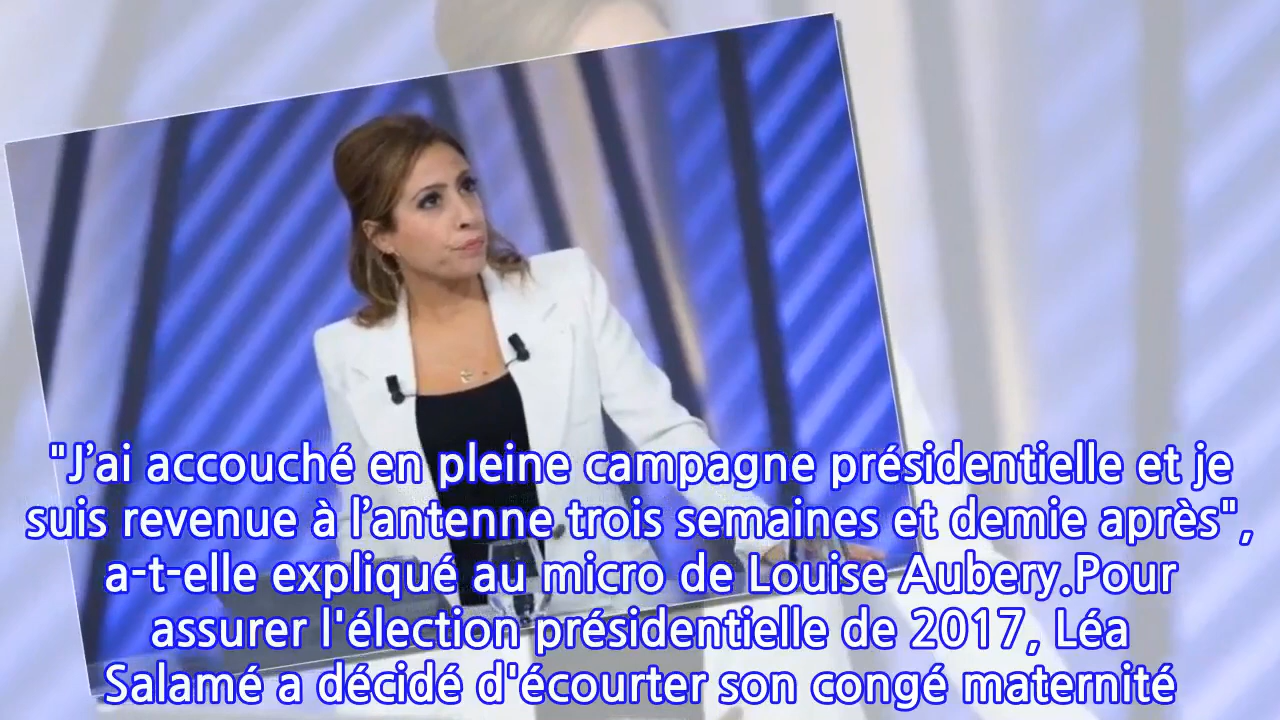 "J’ai accouché en pleine campagne présidentielle et je
suis revenue à l’antenne trois semaines et demie après",
a-t-elle expliqué au micro de Louise Aubery.Pour
assurer l'élection présidentielle de 2017, Léa
Salamé a décidé d'écourter son congé maternité